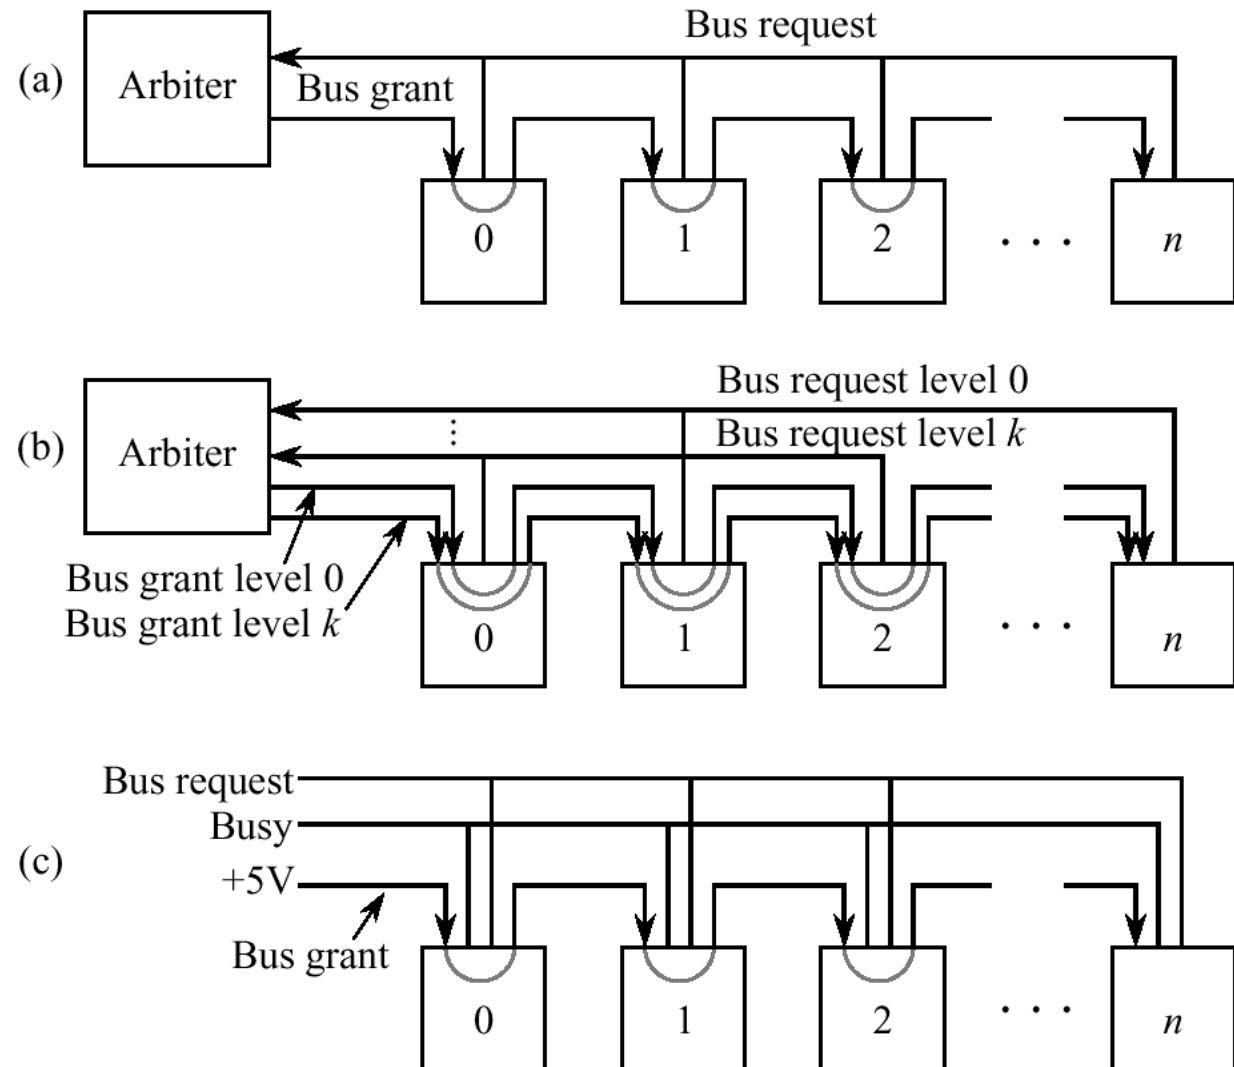 Bus request
(a)
Arbiter
Bus grant
0
1
2
. . .
n
Bus request level 0
Bus request level k
(b)
Arbiter
⋮
Bus grant level 0
Bus grant level k
0
1
2
. . .
n
Bus request
Busy
(c)
+5V
Bus grant
0
1
2
. . .
n